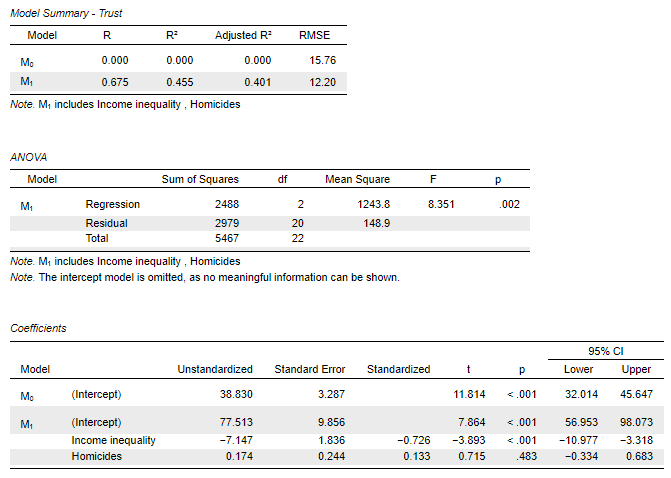 Model Summary - Trust
Model R R² Adjusted R² RMSE
M₀ 0.000 0.000 0.000 15.76
M₁ 0.675 0.455 0.401 12.20
Note. M₁ includes Income inequality , Homicides
ANOVA
Model Sum of Squares df Mean Square F p
M₁ Regression 2488 2 1243.8 8.351 .002
Residual 2979 20 148.9
Total 5467 22
Note. M₁ includes Income inequality , Homicides
Note. The intercept model is omitted, as no meaningful information can be shown.
Coefficients
95% CI
Model Unstandardized Standard Error Standardized t p Lower Upper
M₀ (Intercept) 38.830 3.287 11.814 < .001 32.014 45.647
M₁ (Intercept) 77.513 9.856 7.864 < .001 56.953 98.073
Income inequality −7.147 1.836 −0.726 −3.893 < .001 −10.977 −3.318
Homicides 0.174 0.244 0.133 0.715 .483 −0.334 0.683